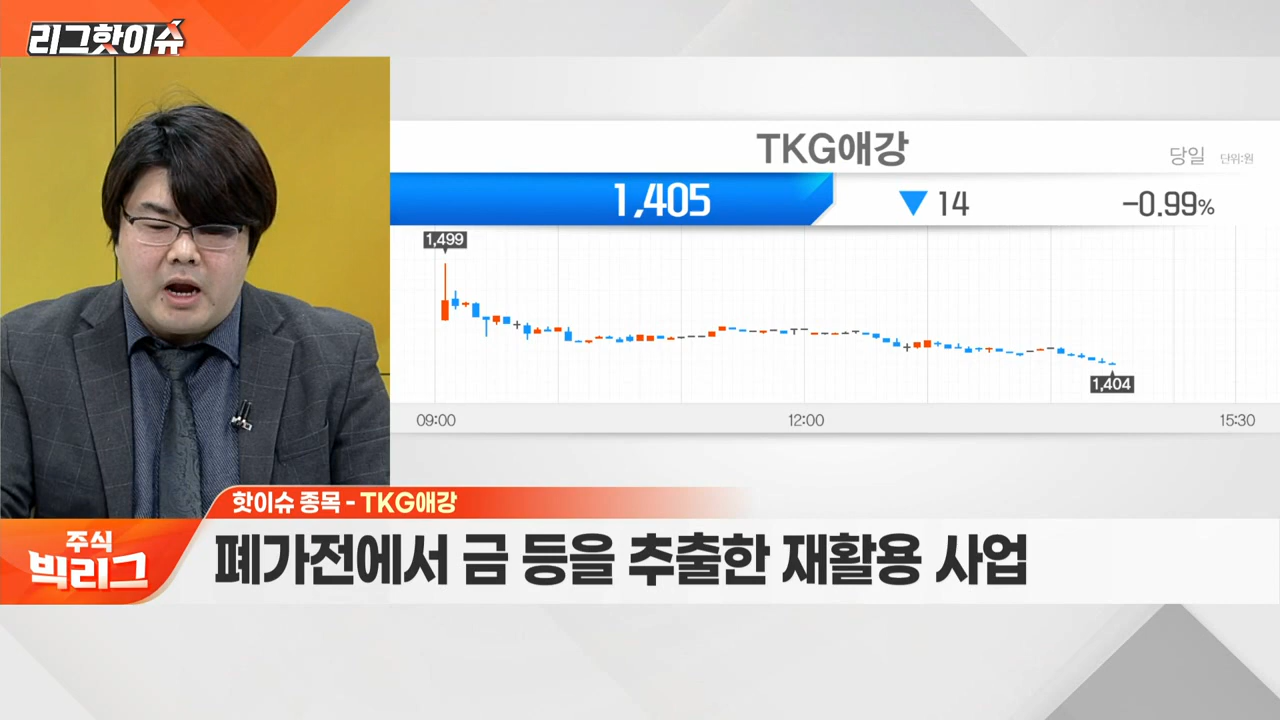 리그핫이슈
TKG애강
당일 단위:원
1,405 ▼ 14 -0.99%
1,499
1,404
09:00 12:00 15:30
핫이슈 종목 - TKG애강
주식
빅리그
폐가전에서 금 등을 추출한 재활용 사업